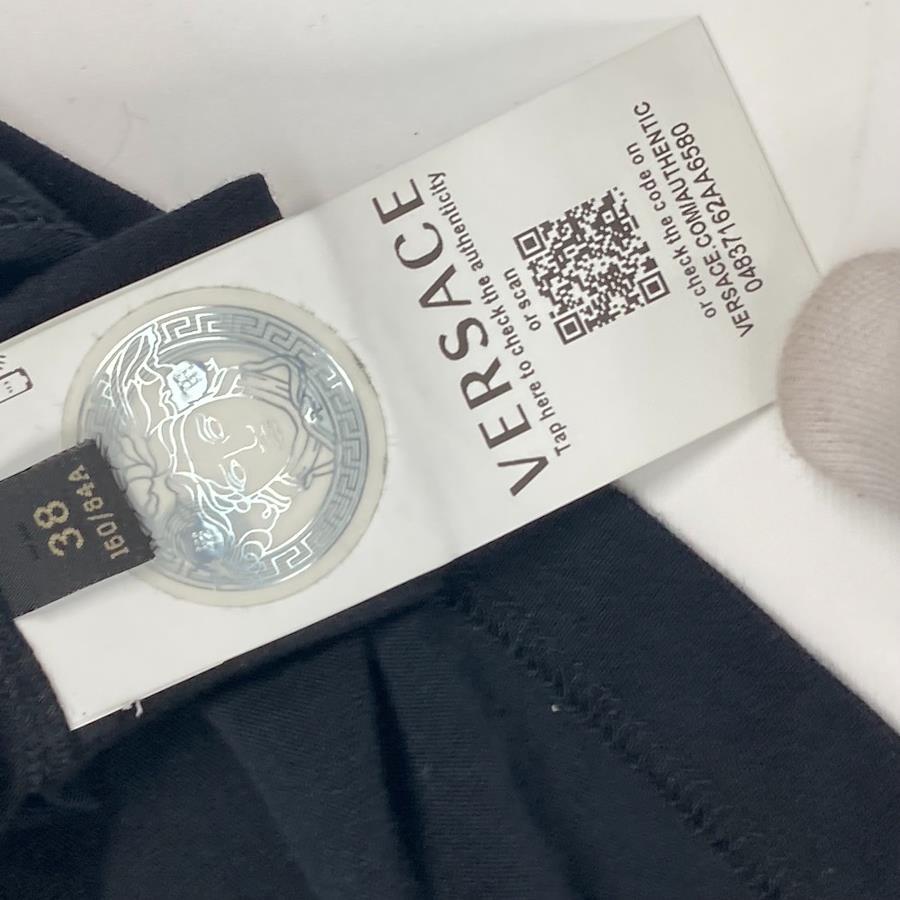 VERSACE
Tap here to check the authenticity
or scan
or check the code on
VERSACE.COM/AUTHENTIC
04837162AAA6580
38
160/84A